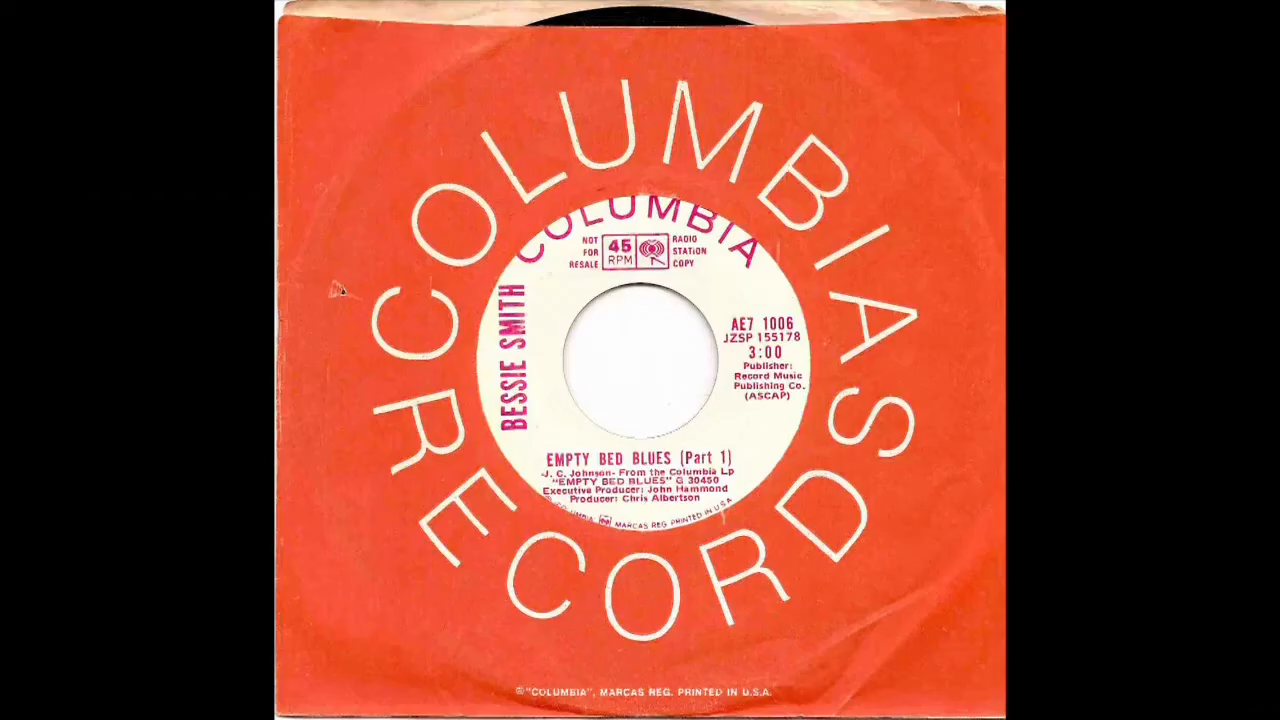 COLUMBIA RECORDS
COLUMBIA
NOT FOR RESALE
45 RPM
RADIO STATION COPY
BESSIE SMITH
AE7 1006
JZSP 155178
3:00
Publisher:
Record Music
Publishing Co.
(ASCAP)
EMPTY BED BLUES (Part 1)
-J. C. Johnson- From the Columbia Lp
"EMPTY BED BLUES" G 30450
Executive Producer: John Hammond
Producer: Chris Albertson
COLUMBIA, MARCAS REG. PRINTED IN U.S.A.
℗"COLUMBIA", MARCAS REG. PRINTED IN U.S.A.